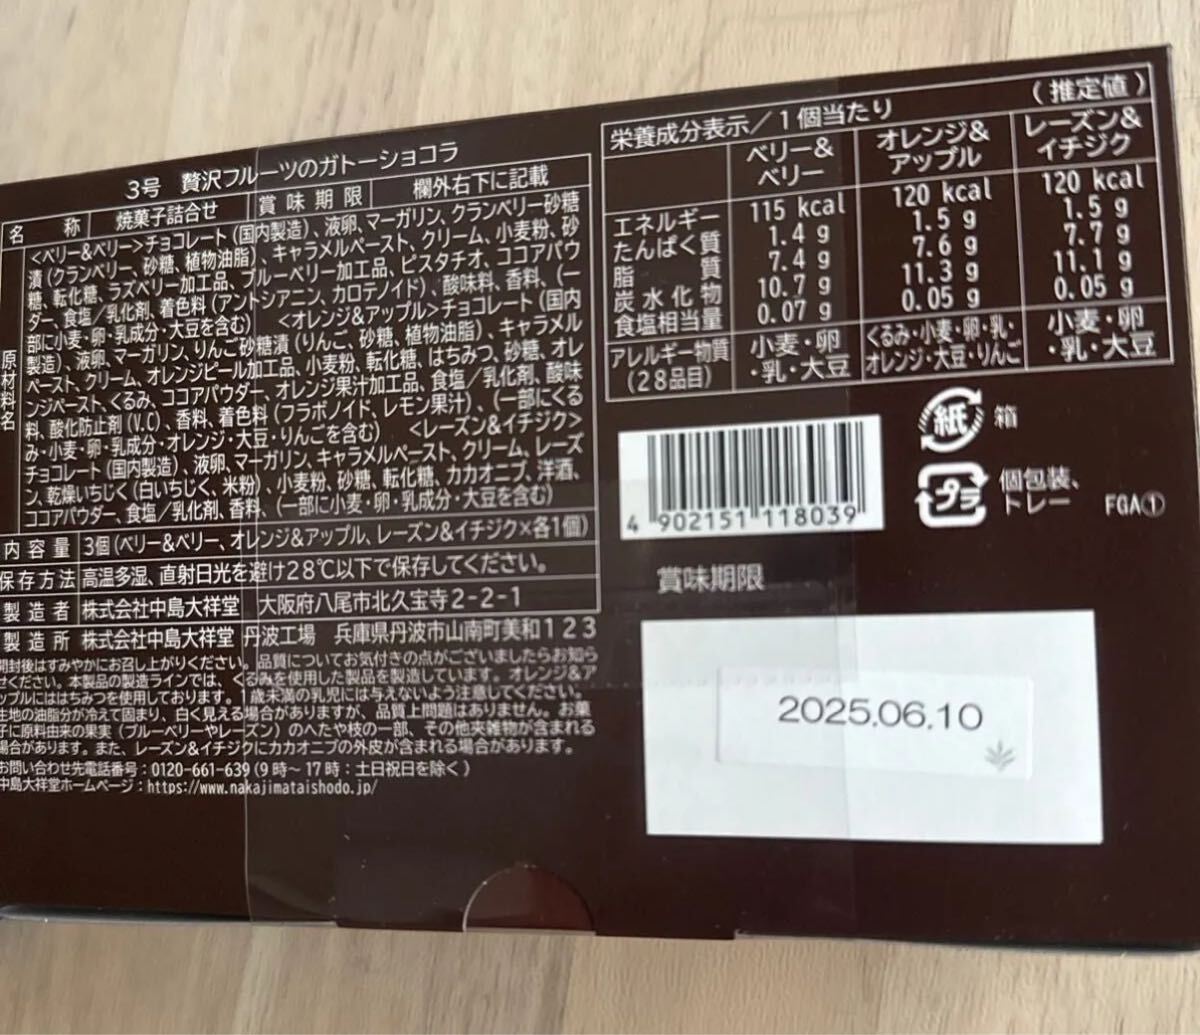 3号 贅沢フルーツのガトーショコラ
名 称 焼菓子詰合せ 賞味期限 欄外右下に記載
原材料名
<ベリー&ベリー>チョコレート(国内製造)、液卵、マーガリン、クランベリー砂糖
漬(クランベリー、砂糖、植物油脂)、キャラメルペースト、クリーム、小麦粉、砂
糖、転化糖、ラズベリー加工品、ブルーベリー加工品、ピスタチオ、ココアパウ
ダー、食塩/乳化剤、着色料(アントシアニン、カロテノイド)、酸味料、香料、(一
部に小麦・卵・乳成分・大豆を含む) <オレンジ&アップル>チョコレート(国内
製造)、液卵、マーガリン、りんご砂糖漬(りんご、砂糖、植物油脂)、キャラメル
ペースト、クリーム、オレンジピール加工品、小麦粉、転化糖、はちみつ、砂糖、オレ
ンジペースト、くるみ、ココアパウダー、オレンジ果汁加工品、食塩/乳化剤、酸味
料、酸化防止剤(V.C)、香料、着色料(フラボノイド、レモン果汁)、(一部にくる
み・小麦・卵・乳成分・オレンジ・大豆・りんごを含む) <レーズン&イチジク>
チョコレート(国内製造)、液卵、マーガリン、キャラメルペースト、クリーム、レーズ
ン、乾燥いちじく(白いちじく、米粉)、小麦粉、砂糖、転化糖、カカオニブ、洋酒、
ココアパウダー、食塩/乳化剤、香料、(一部に小麦・卵・乳成分・大豆を含む)
内容量 3個(ベリー&ベリー、オレンジ&アップル、レーズン&イチジク×各1個)
保存方法 高温多湿、直射日光を避け28℃以下で保存してください。
製造者 株式会社中島大祥堂 大阪府八尾市北久宝寺2-2-1
製造所 株式会社中島大祥堂 丹波工場 兵庫県丹波市山南町美和123
開封後はすみやかにお召し上がりください。品質についてお気付きの点がございましたらお知ら
せください。本製品の製造ラインでは、くるみを使用した製品を製造しています。オレンジ&ア
ップルにははちみつを使用しております。1歳未満の乳児には与えないよう注意してください。
生地の油脂分が冷えて固まり、白く見える場合がありますが、品質上問題はありません。お菓
子に原料由来の果実(ブルーベリーやレーズン)のへたや枝の一部、その他夾雑物が含まれる
場合があります。また、レーズン&イチジクにカカオニブの外皮が含まれる場合があります。
お問い合わせ先電話番号:0120-661-639(9時〜17時:土日祝日を除く)
中島大祥堂ホームページ:https://www.nakajimataishodo.jp/
栄養成分表示/1個当たり (推定値)
ベリー&ベリー オレンジ&アップル レーズン&イチジク
エネルギー 115 kcal 120 kcal 120 kcal
たんぱく質 1.4 g 1.5 g 1.5 g
脂質 7.4 g 7.6 g 7.7 g
炭水化物 10.7 g 11.3 g 11.1 g
食塩相当量 0.07 g 0.05 g 0.05 g
アレルギー物質 小麦・卵 くるみ・小麦・卵・乳・ 小麦・卵
(28品目) ・乳・大豆 オレンジ・大豆・りんご ・乳・大豆
紙 箱
プラ 個包装、
トレー
FGA①
4 902151 118039
賞味期限
2025.06.10